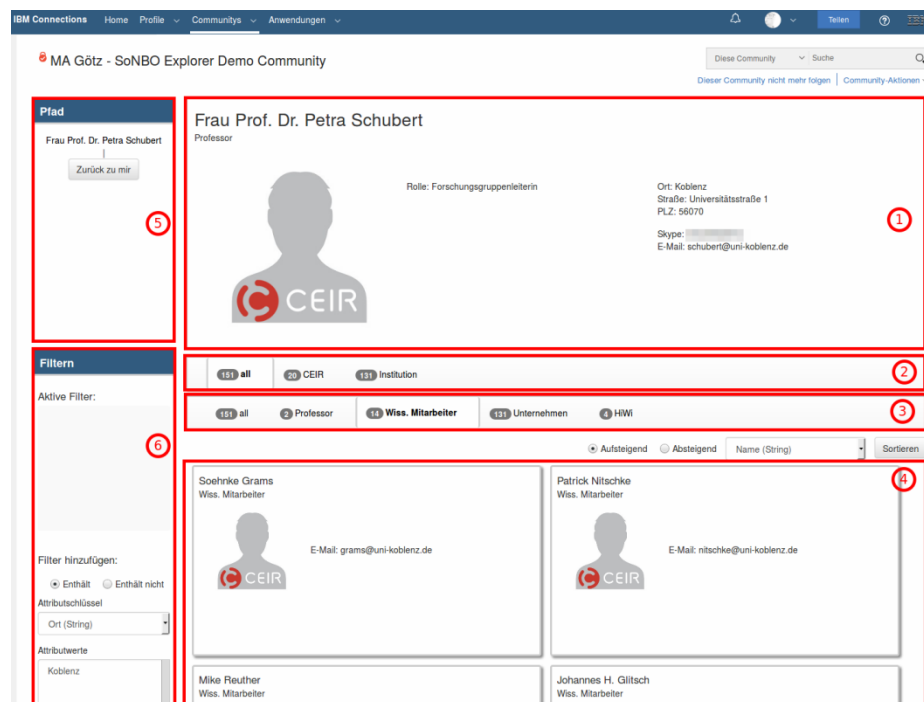 IBM Connections Home Profile Communitys Anwendungen Teilen
MA Götz - SoNBO Explorer Demo Community
Diese Community Suche
Dieser Community nicht mehr folgen | Community-Aktionen
Pfad
Frau Prof. Dr. Petra Schubert
Zurück zu mir
5
Frau Prof. Dr. Petra Schubert
Professor
Rolle: Forschungsgruppenleiterin
Ort: Koblenz
Straße: Universitätsstraße 1
PLZ: 56070
Skype:
E-Mail: schubert@uni-koblenz.de
CEIR
1
151 all 20 CEIR 131 Institution
2
151 all 2 Professor 14 Wiss. Mitarbeiter 131 Unternehmen 4 HiWi
3
Filtern
Aktive Filter:
6
Filter hinzufügen:
Enthält Enthält nicht
Attributschlüssel
Ort (String)
Attributwerte
Koblenz
Aufsteigend Absteigend Name (String) Sortieren
4
Soehnke Grams
Wiss. Mitarbeiter
E-Mail: grams@uni-koblenz.de
CEIR
Patrick Nitschke
Wiss. Mitarbeiter
E-Mail: nitschke@uni-koblenz.de
CEIR
Mike Reuther
Wiss. Mitarbeiter
Johannes H. Glitsch
Wiss. Mitarbeiter